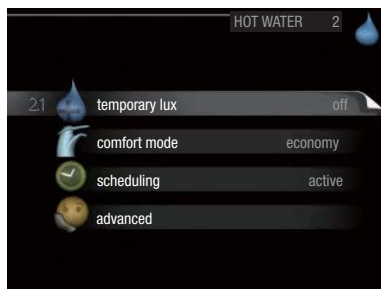 HOT WATER 2
2.1 temporary lux off
comfort mode economy
scheduling active
advanced